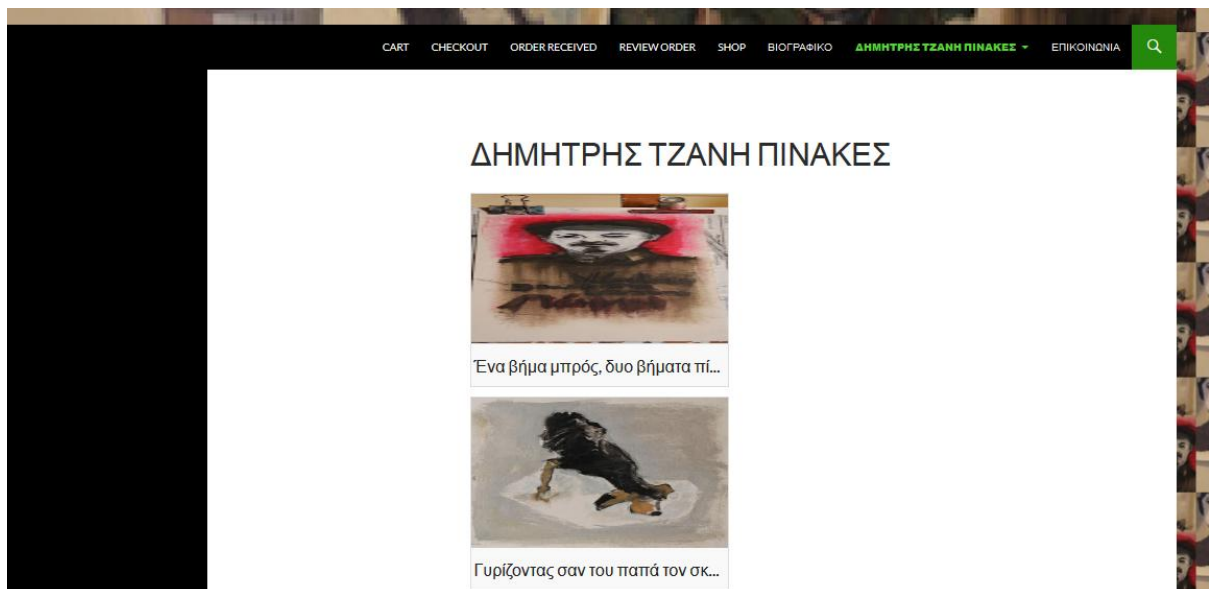 CART CHECKOUT ORDER RECEIVED REVIEW ORDER SHOP ΒΙΟΓΡΑΦΙΚΟ ΔΗΜΗΤΡΗΣ ΤΖΑΝΗ ΠΙΝΑΚΕΣ ΕΠΙΚΟΙΝΩΝΙΑ
ΔΗΜΗΤΡΗΣ ΤΖΑΝΗ ΠΙΝΑΚΕΣ
Ένα βήμα μπρός, δυο βήματα πί...
Γυρίζοντας σαν του παπά τον σκ...